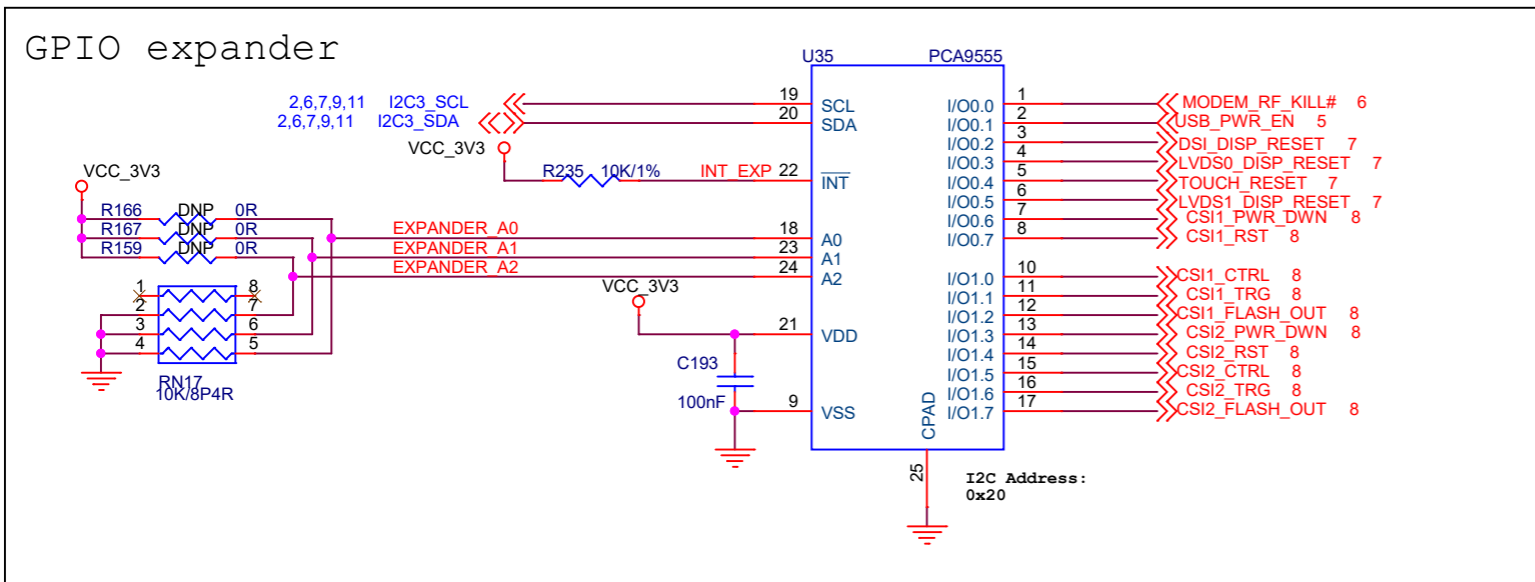 GPIO expander
U35 PCA9555
2,6,7,9,11 I2C3_SCL 19 SCL I/O0.0 1 MODEM_RF_KILL# 6
2,6,7,9,11 I2C3_SDA 20 SDA I/O0.1 2 USB_PWR_EN 5
I/O0.2 3 DSI_DISP_RESET 7
VCC_3V3
I/O0.3 4 LVDS0_DISP_RESET 7
VCC_3V3 R235 10K/1% INT_EXP 22 INT I/O0.4 5 TOUCH_RESET 7
I/O0.5 6 LVDS1_DISP_RESET 7
R166 DNP 0R I/O0.6 7 CSI1_PWR_DWN 8
R167 DNP 0R EXPANDER_A0 18 A0 I/O0.7 8 CSI1_RST 8
R159 DNP 0R EXPANDER_A1 23 A1
EXPANDER_A2 24 A2 I/O1.0 10 CSI1_CTRL 8
1 8 VCC_3V3 I/O1.1 11 CSI1_TRG 8
2 7 I/O1.2 12 CSI1_FLASH_OUT 8
3 6 21 VDD I/O1.3 13 CSI2_PWR_DWN 8
4 5 I/O1.4 14 CSI2_RST 8
C193 I/O1.5 15 CSI2_CTRL 8
RN17 I/O1.6 16 CSI2_TRG 8
10K/8P4R 100nF 9 VSS I/O1.7 17 CSI2_FLASH_OUT 8
CPAD
25
I2C Address:
0x20